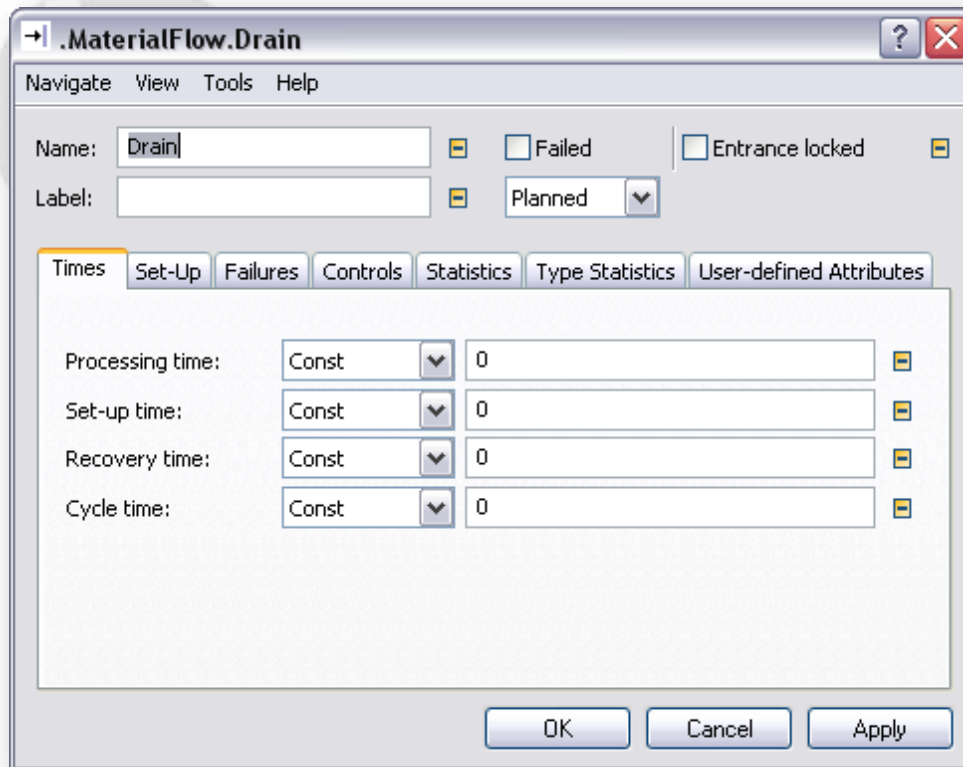 .MaterialFlow.Drain
Navigate View Tools Help
Name: Drain Failed Entrance locked
Label: Planned
Times Set-Up Failures Controls Statistics Type Statistics User-defined Attributes
Processing time: Const 0
Set-up time: Const 0
Recovery time: Const 0
Cycle time: Const 0
OK Cancel Apply